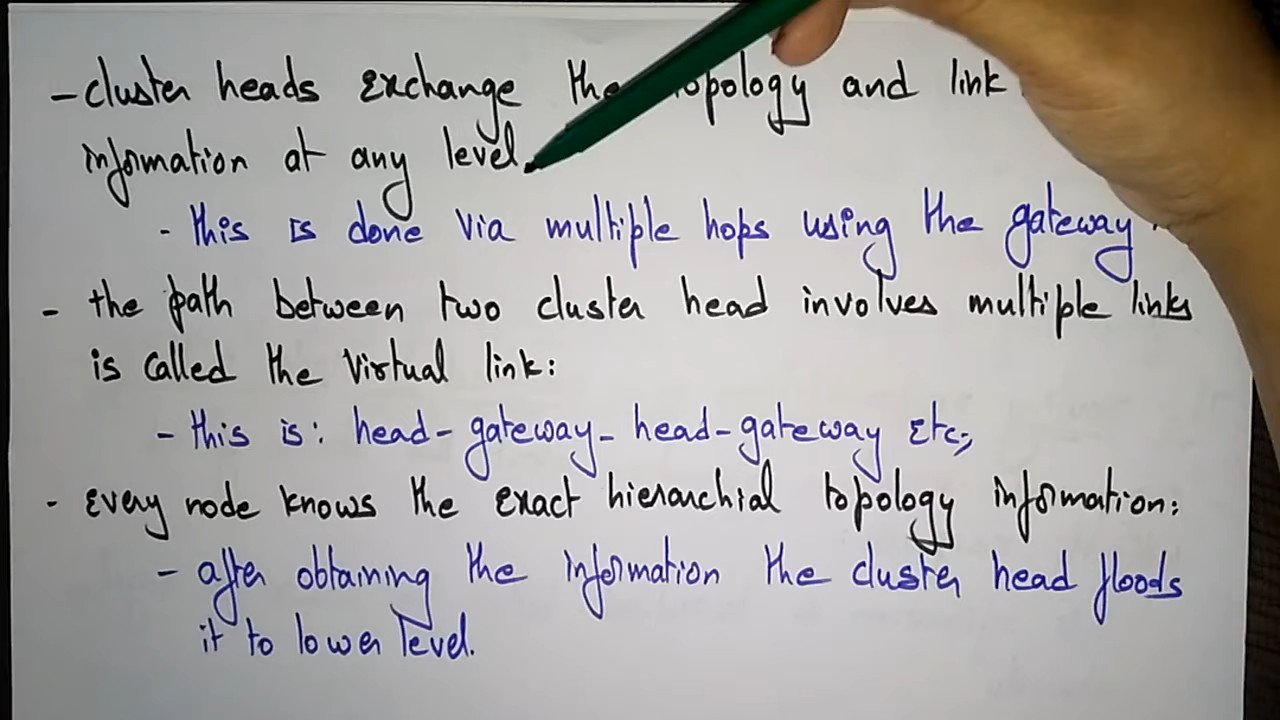 - cluster heads exchange the topology and link
information at any level.
- this is done via multiple hops using the gateway
- the path between two cluster head involves multiple links
is called the virtual link:
- this is: head-gateway-head-gateway etc;
- Every node knows the exact hierarchial topology information:
- after obtaining the information the cluster head floods
it to lower level.